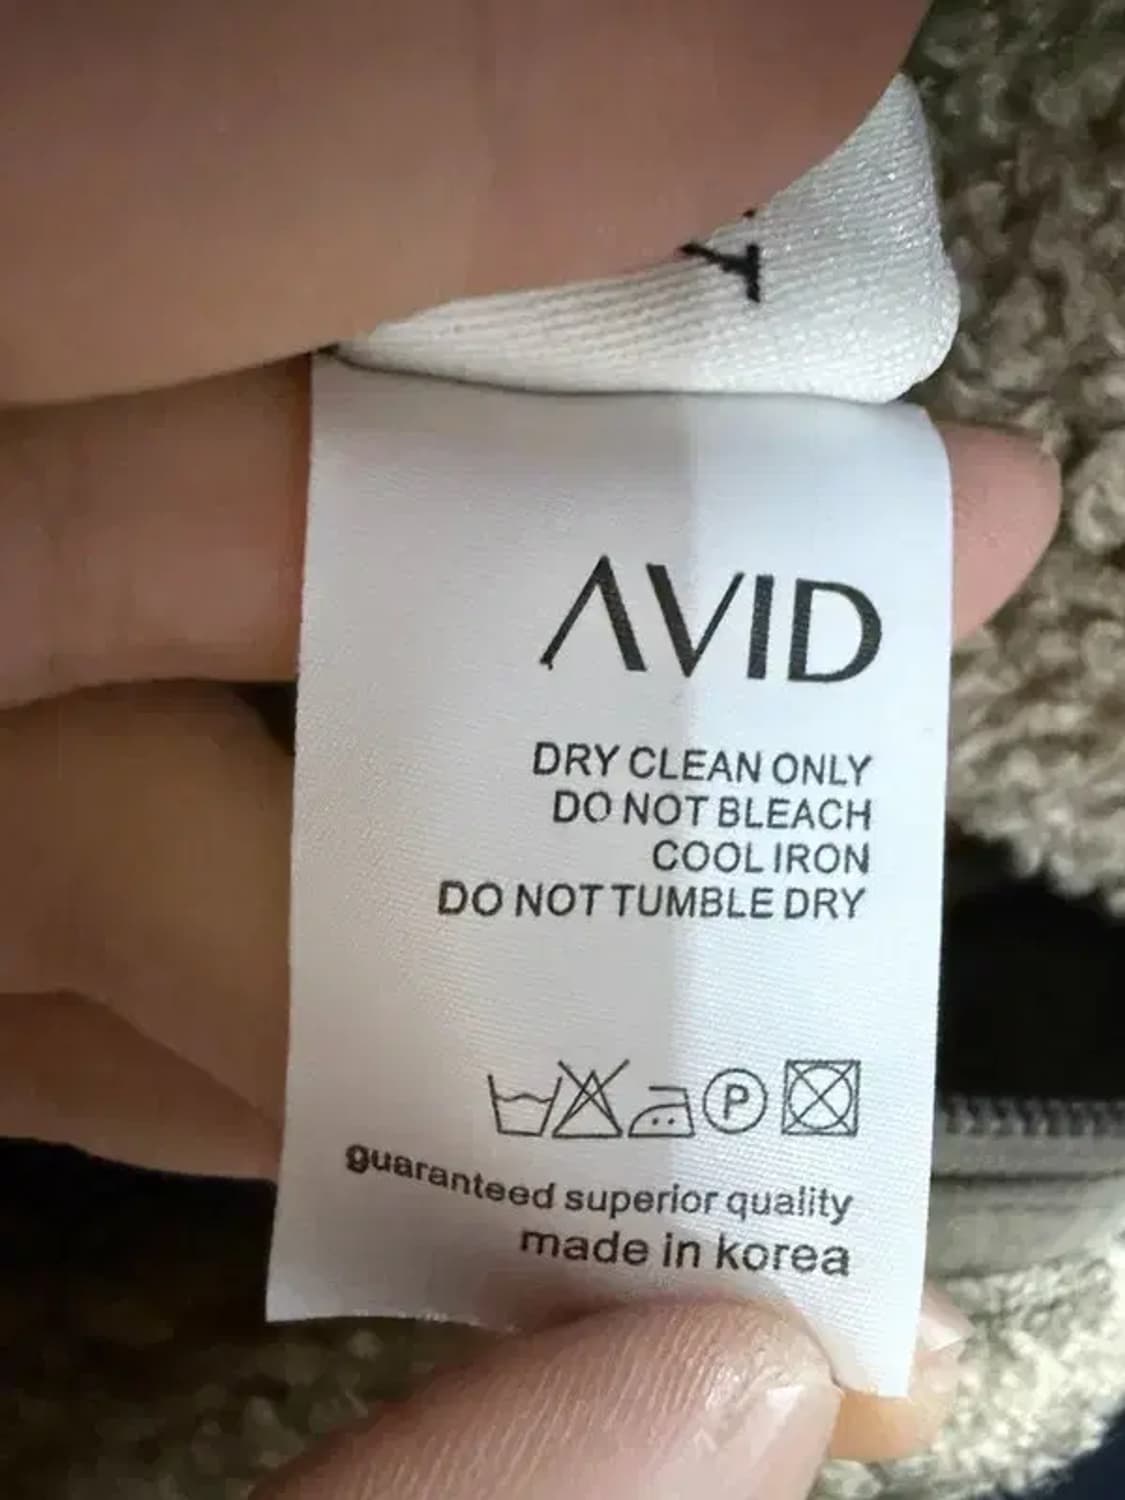 Y
AVID
DRY CLEAN ONLY
DO NOT BLEACH
COOL IRON
DO NOT TUMBLE DRY
P
guaranteed superior quality
made in korea